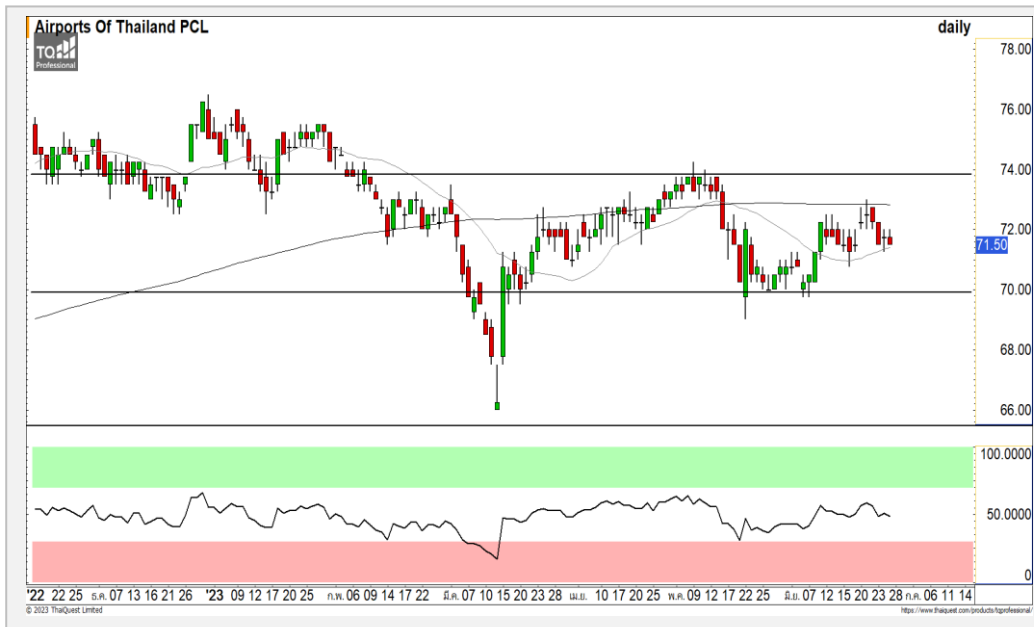 Airports Of Thailand PCL
daily
TQ
Professional
78.00
76.00
74.00
72.00
71.50
70.00
68.00
66.00
100.0000
50.0000
0
'22 22 25 ธ.ค. 07 13 16 21 26 '23 09 12 17 20 25 ก.พ. 06 09 14 17 22 มี.ค 07 10 15 20 23 28 เม.ย. 10 17 20 25 พ.ค. 09 12 17 22 25 มิ.ย 07 12 15 20 23 28 ก.ค. 06 11 14
© 2023 ThaiQuest Limited
https://www.thaiquest.com/products/tqprofessional/